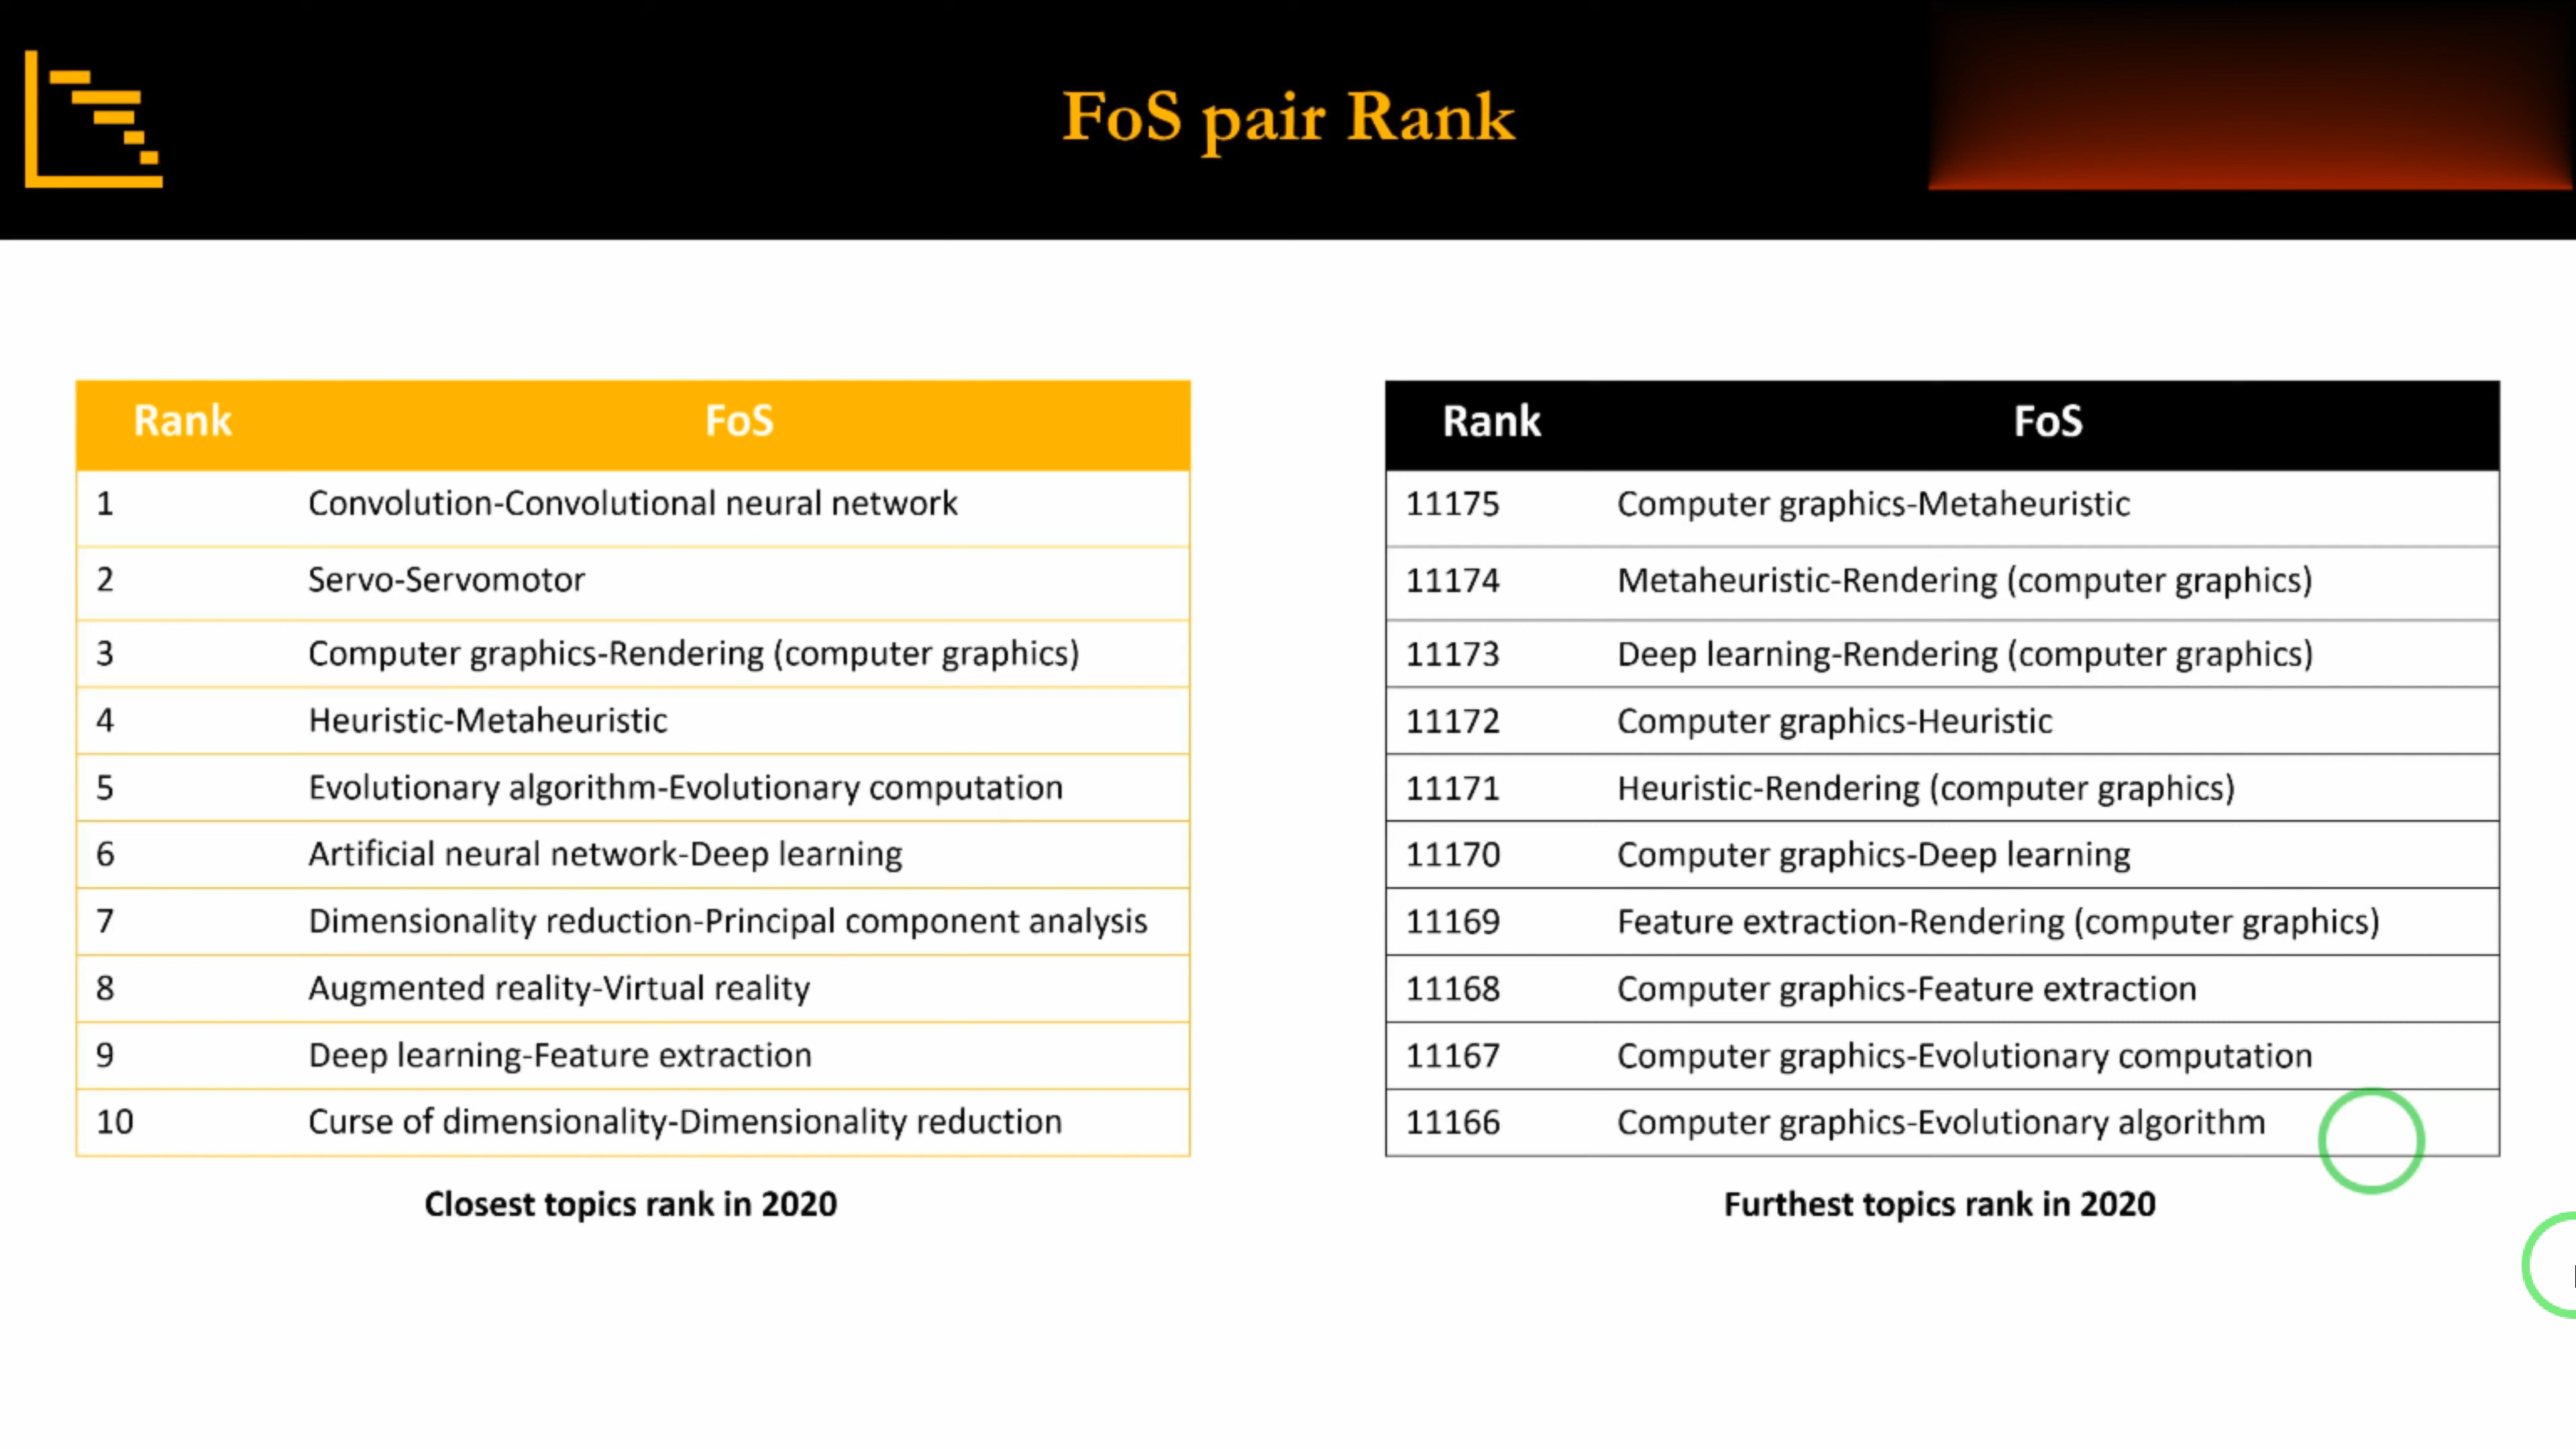 FoS pair Rank
Rank FoS
1 Convolution-Convolutional neural network
2 Servo-Servomotor
3 Computer graphics-Rendering (computer graphics)
4 Heuristic-Metaheuristic
5 Evolutionary algorithm-Evolutionary computation
6 Artificial neural network-Deep learning
7 Dimensionality reduction-Principal component analysis
8 Augmented reality-Virtual reality
9 Deep learning-Feature extraction
10 Curse of dimensionality-Dimensionality reduction
Closest topics rank in 2020
Rank FoS
11175 Computer graphics-Metaheuristic
11174 Metaheuristic-Rendering (computer graphics)
11173 Deep learning-Rendering (computer graphics)
11172 Computer graphics-Heuristic
11171 Heuristic-Rendering (computer graphics)
11170 Computer graphics-Deep learning
11169 Feature extraction-Rendering (computer graphics)
11168 Computer graphics-Feature extraction
11167 Computer graphics-Evolutionary computation
11166 Computer graphics-Evolutionary algorithm
Furthest topics rank in 2020